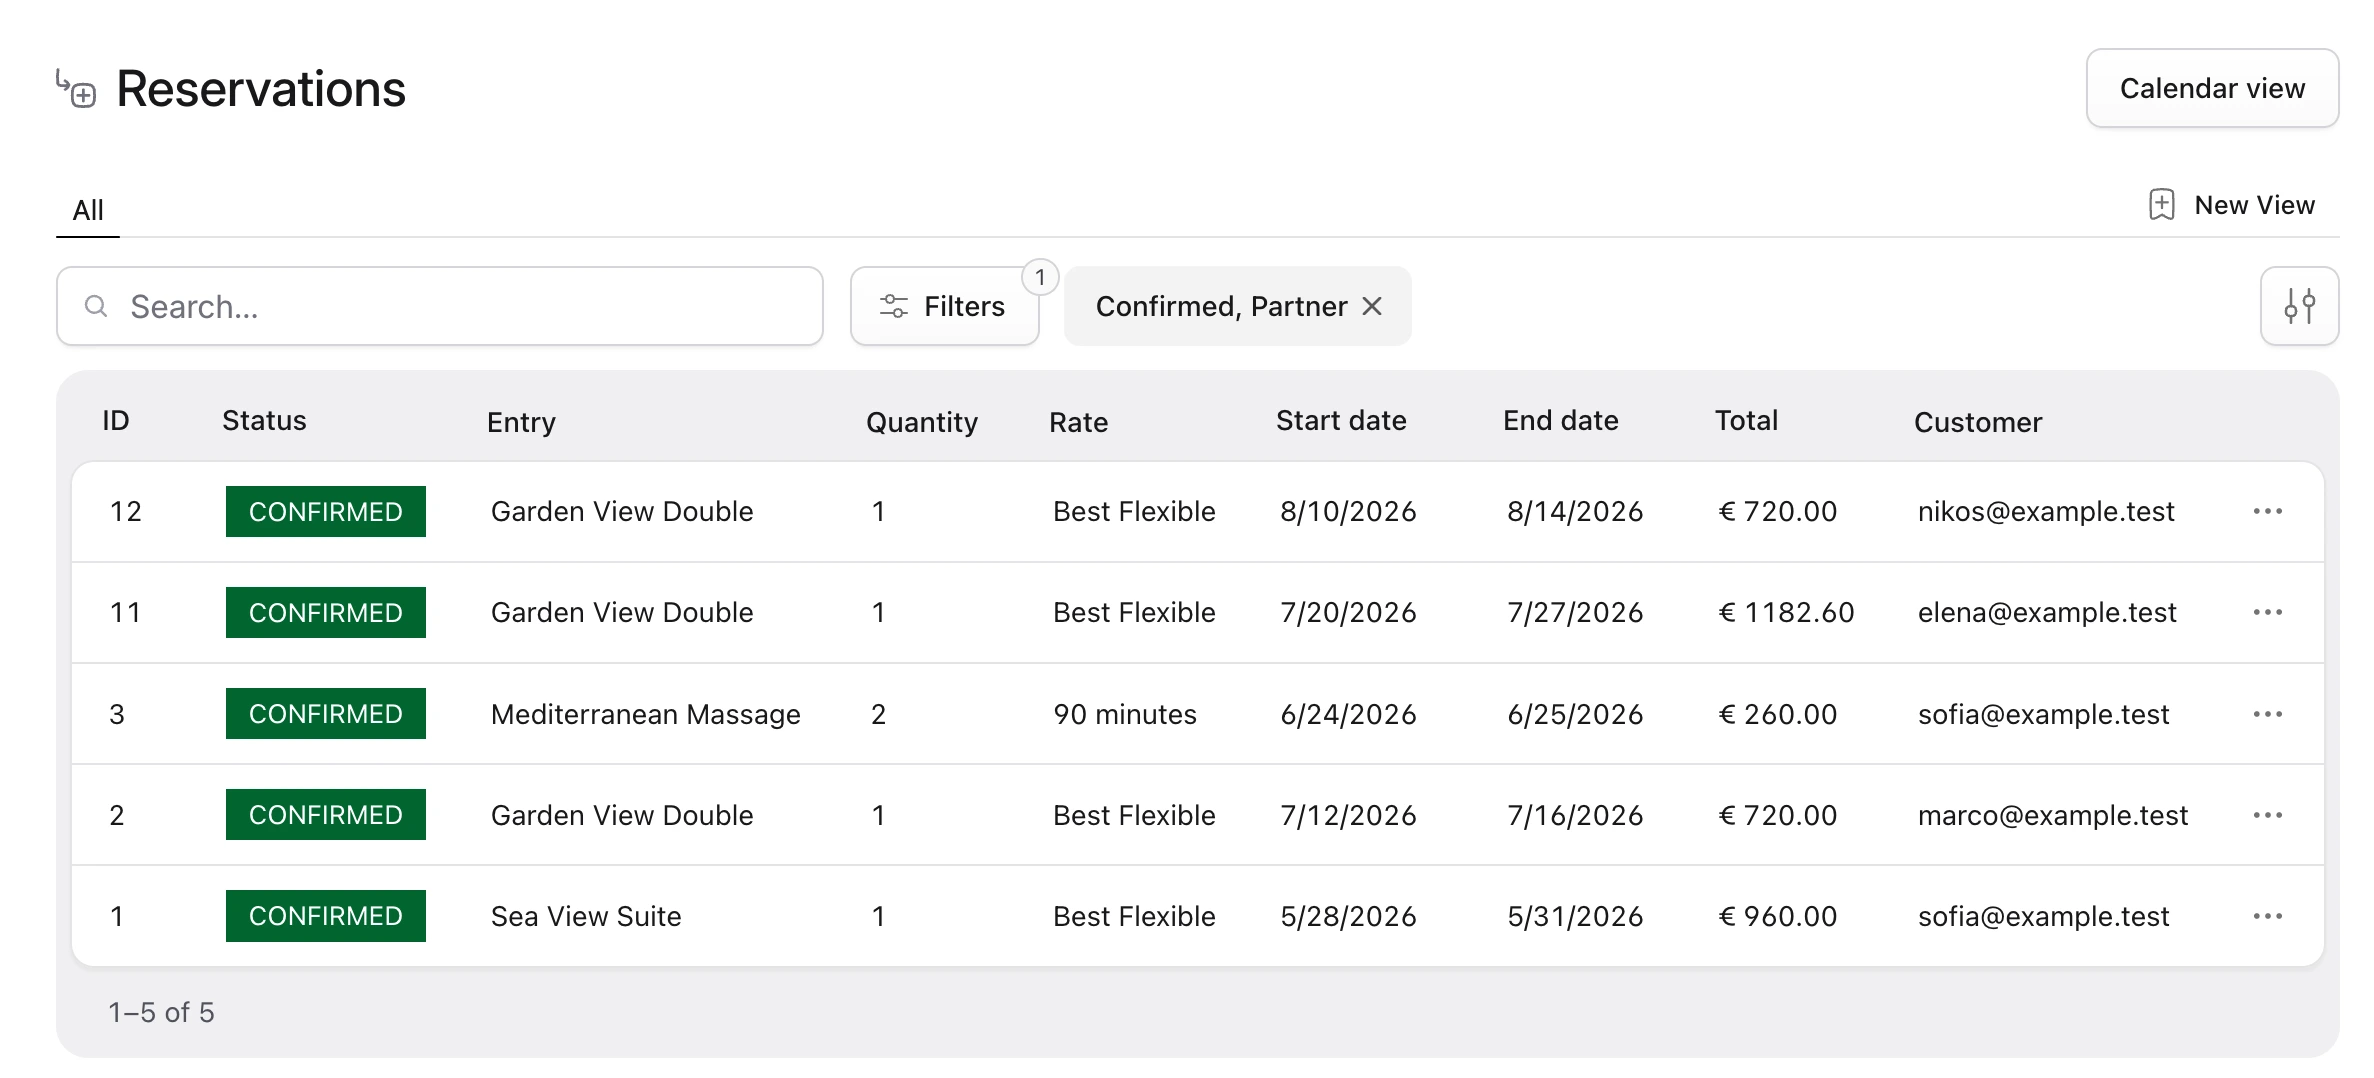 Reservations
Calendar view
All
New View
Search...
Filters
1
Confirmed, Partner
ID Status Entry Quantity Rate Start date End date Total Customer
12 CONFIRMED Garden View Double 1 Best Flexible 8/10/2026 8/14/2026 € 720.00 nikos@example.test
11 CONFIRMED Garden View Double 1 Best Flexible 7/20/2026 7/27/2026 € 1182.60 elena@example.test
3 CONFIRMED Mediterranean Massage 2 90 minutes 6/24/2026 6/25/2026 € 260.00 sofia@example.test
2 CONFIRMED Garden View Double 1 Best Flexible 7/12/2026 7/16/2026 € 720.00 marco@example.test
1 CONFIRMED Sea View Suite 1 Best Flexible 5/28/2026 5/31/2026 € 960.00 sofia@example.test
1–5 of 5